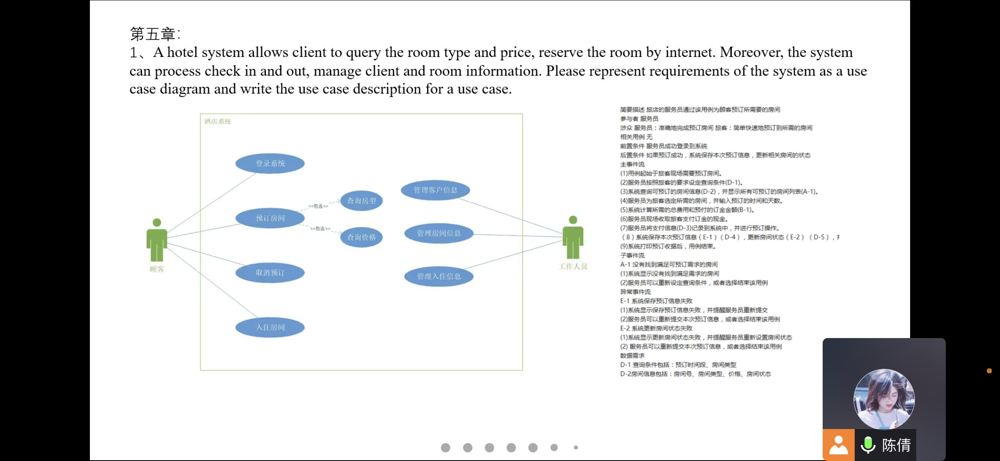 第五章：
1、A hotel system allows client to query the room type and price, reserve the room by internet. Moreover, the system
can process check in and out, manage client and room information. Please represent requirements of the system as a use
case diagram and write the use case description for a use case.
酒店系统
登录系统
预订房间
取消预订
入住房间
<<包含>>
<<包含>>
查询房型
查询价格
管理客户信息
管理房间信息
管理入住信息
顾客
工作人员
简要描述 旅店的服务员通过该用例为顾客预订所需要的房间
参与者 服务员
涉众 服务员：准确地完成预订房间 旅客：简单快速地预订到所需的房间
相关用例 无
前置条件 服务员成功登录到系统
后置条件 如果预订成功，系统保存本次预订信息，更新相关房间的状态
主事件流
(1)用例起始于旅客现场需要预订房间。
(2)服务员按照旅客的要求设定查询条件(D-1)。
(3)系统查询可预订的房间信息(D-2)，并显示所有可预订的房间列表(A-1)。
(4)服务员为旅客选定所需的房间，并输入预订的时间和天数。
(5)系统计算所需的总费用和预付的订金金额(B-1)。
(6)服务员现场收取旅客支付订金的现金。
(7)服务员将支付信息(D-3)记录到系统中，并进行预订操作。
（8）系统保存本次预订信息（E-1）（D-4），更新房间状态（E-2）（D-5），
(9)系统打印预订收据后，用例结束。
子事件流
A-1 没有找到满足可预订需求的房间
(1)系统显示没有找到满足需求的房间
(2)服务员可以重新设定查询条件，或者选择结束该用例
异常事件流
E-1 系统保存预订信息失败
(1)系统显示保存预订信息失败，并提醒服务员重新提交
(2)服务员可以重新提交本次预订信息，或者选择结束该用例
E-2 系统更新房间状态失败
(1)系统显示更新房间状态失败，并提醒服务员重新设置房间状态
(2) 服务员可以重新提交本次预订信息，或者选择结束该用例
数据需求
D-1 查询条件包括：预订时间段、房间类型
D-2房间信息包括：房间号、房间类型、价格、房间状态
陈倩